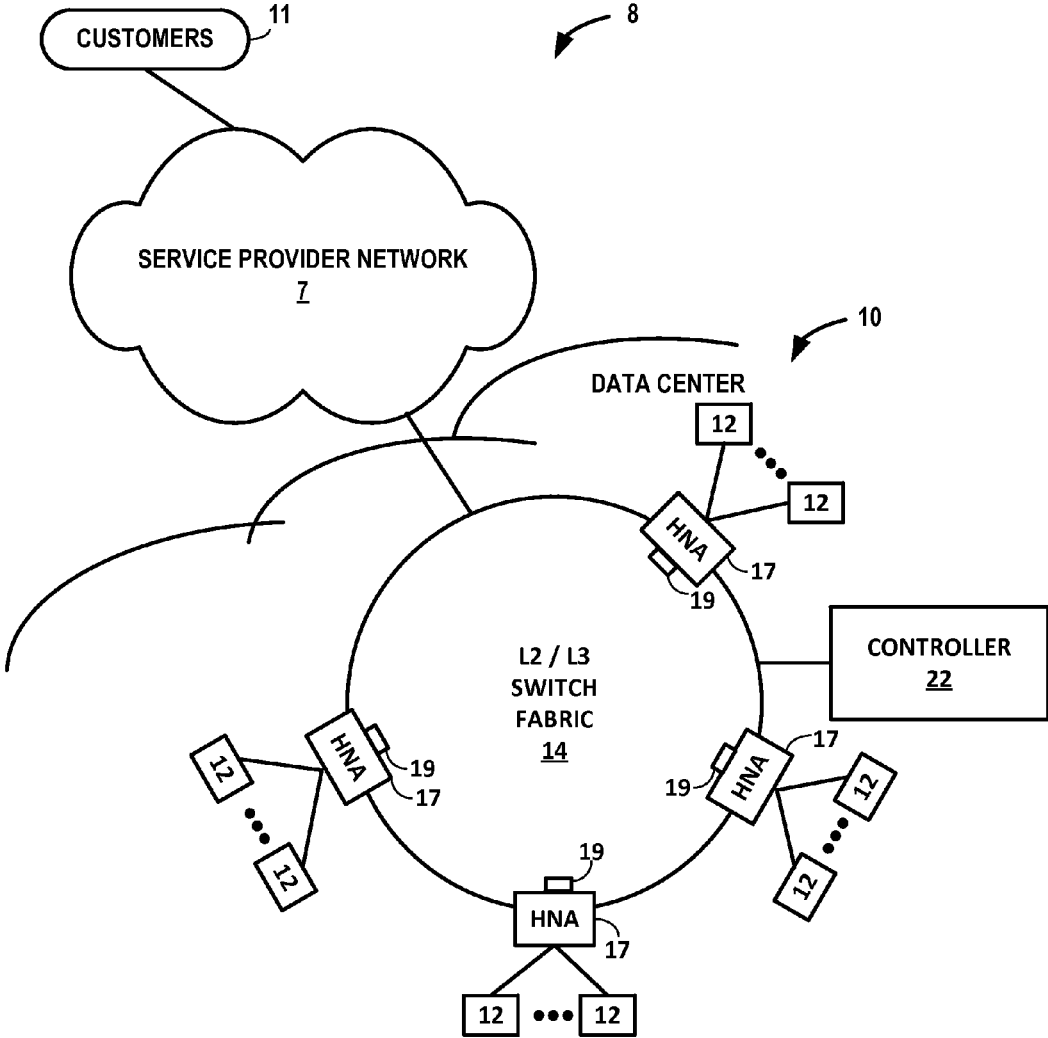 CUSTOMERS
11
8
SERVICE PROVIDER NETWORK
7
10
DATA CENTER
12
12
HNA
17
19
CONTROLLER
22
L2 / L3
SWITCH
FABRIC
14
HNA
19
17
12
12
HNA
17
19
12
12
19
HNA
17
12
12